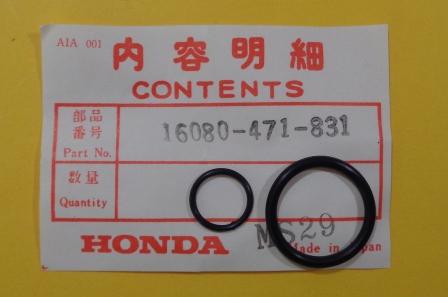 AIA 001
内容明細
CONTENTS
部品
番号
Part No.
16080-471-831
数量
Quantity
HONDA
MS29
Made in Japan